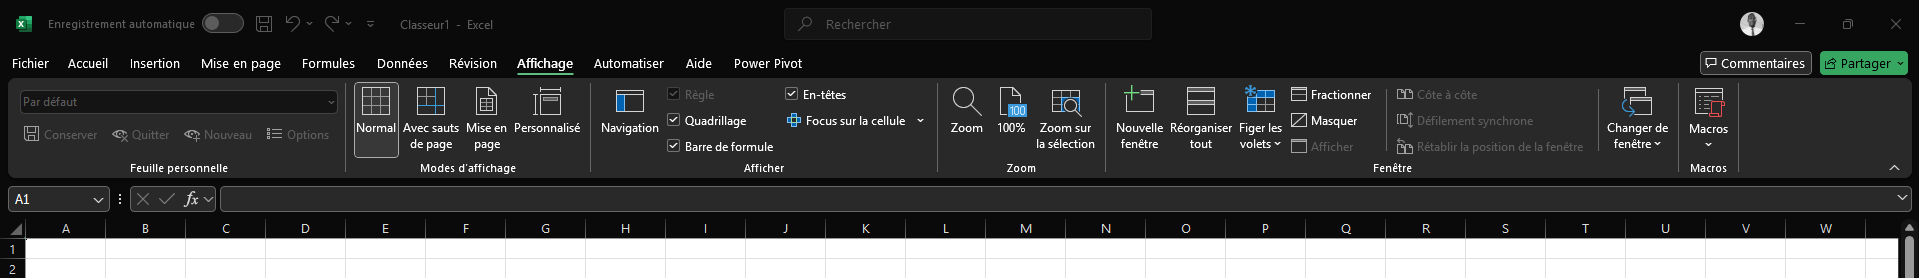 Enregistrement automatique
Classeur1 - Excel
Rechercher
Fichier Accueil Insertion Mise en page Formules Données Révision Affichage Automatiser Aide Power Pivot
Commentaires Partager
Par défaut
Conserver Quitter Nouveau Options
Feuille personnelle
Normal
Avec sauts
de page
Mise en
page
Personnalisé
Modes d'affichage
Navigation
Règle
Quadrillage
Barre de formule
En-têtes
Focus sur la cellule
Afficher
Zoom
100
100%
Zoom sur
la sélection
Zoom
Nouvelle
fenêtre
Réorganiser
tout
Figer les
volets
Fractionner
Masquer
Afficher
Côte à côte
Défilement synchrone
Rétablir la position de la fenêtre
Changer de
fenêtre
Fenêtre
Macros
Macros
A1 fx
A B C D E F G H I J K L M N O P Q R S T U V W
1
2